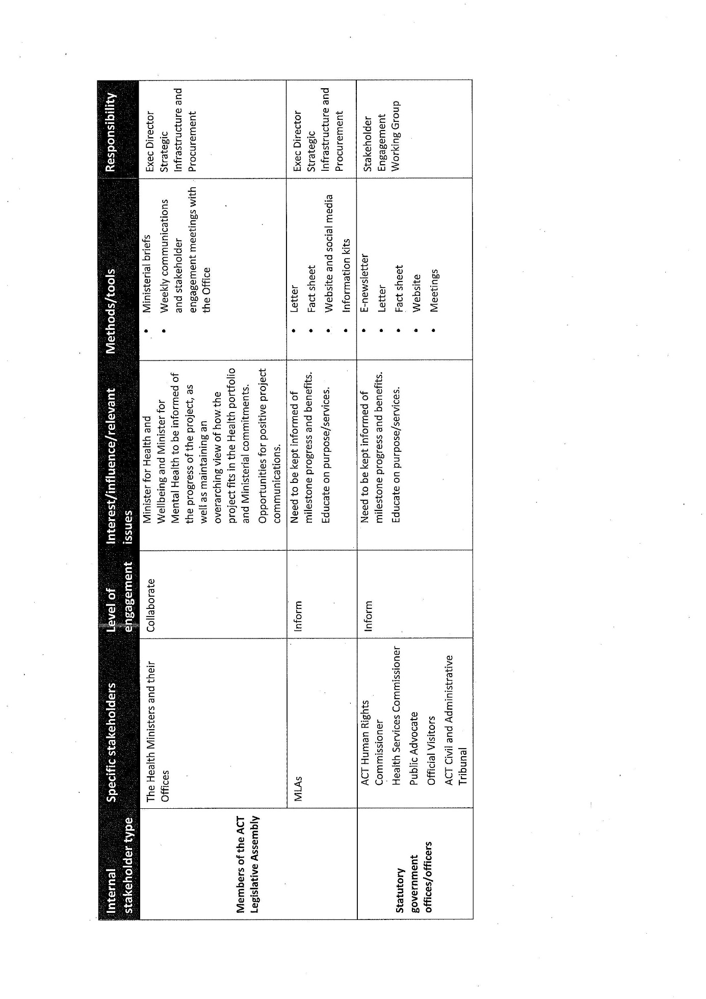 Internal
stakeholder type
Specific stakeholders
Level of
engagement
Interest/influence/relevant
issues
Methods/tools
Responsibility
Members of the ACT
Legislative Assembly
The Health Ministers and their
Offices
Collaborate
Minister for Health and
Wellbeing and Minister for
Mental Health to be informed of
the progress of the project, as
well as maintaining an
overarching view of how the
project fits in the Health portfolio
and Ministerial commitments.
Opportunities for positive project
communications.
• Ministerial briefs
• Weekly communications
and stakeholder
engagement meetings with
the Office
Exec Director
Strategic
Infrastructure and
Procurement
MLAs
Inform
Need to be kept informed of
milestone progress and benefits.
Educate on purpose/services.
• Letter
• Fact sheet
• Website and social media
• Information kits
Exec Director
Strategic
Infrastructure and
Procurement
Statutory
government
offices/officers
ACT Human Rights
Commissioner
Health Services Commissioner
Public Advocate
Official Visitors
ACT Civil and Administrative
Tribunal
Inform
Need to be kept informed of
milestone progress and benefits.
Educate on purpose/services.
• E-newsletter
• Letter
• Fact sheet
• Website
• Meetings
Stakeholder
Engagement
Working Group